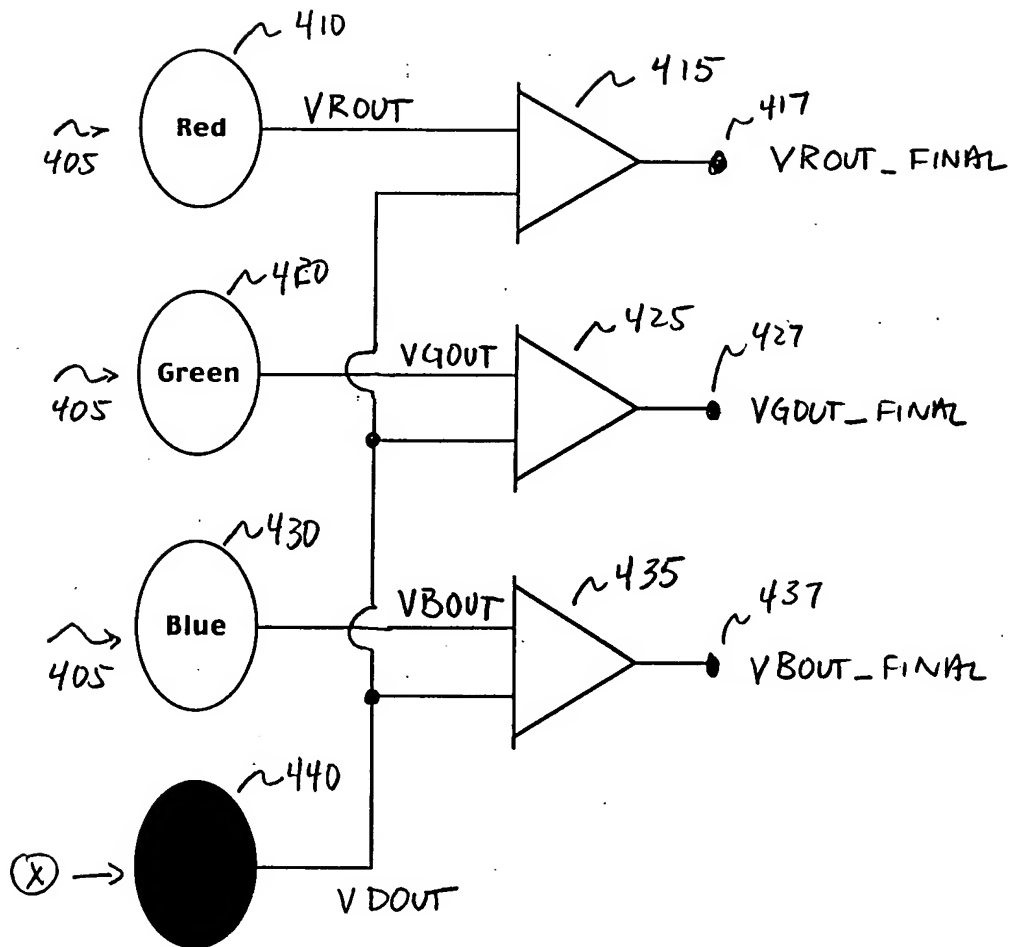 410
415
417
Red
VROUT
405
VROUT_FINAL
420
425
427
Green
VGOUT
405
VGOUT_FINAL
430
435
437
Blue
VBOUT
405
VBOUT_FINAL
440
X
VDOUT